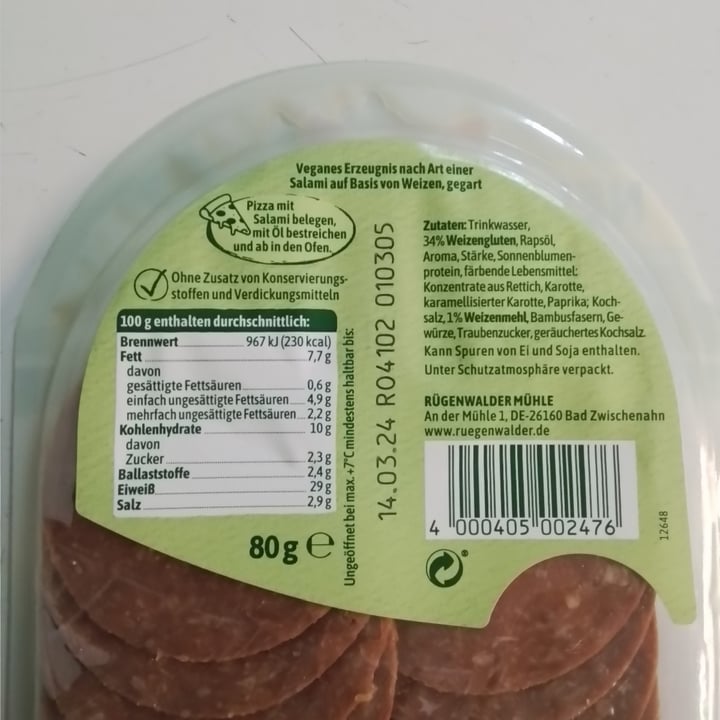 Veganes Erzeugnis nach Art einer
Salami auf Basis von Weizen, gegart
Pizza mit
Salami belegen,
mit Öl bestreichen
und ab in den Ofen.
Ohne Zusatz von Konservierungs-
stoffen und Verdickungsmitteln
100 g enthalten durchschnittlich:
Brennwert 967 kJ (230 kcal)
Fett 7,7 g
davon
gesättigte Fettsäuren 0,6 g
einfach ungesättigte Fettsäuren 4,9 g
mehrfach ungesättigte Fettsäuren 2,2 g
Kohlenhydrate 10 g
davon
Zucker 2,3 g
Ballaststoffe 2,4 g
Eiweiß 29 g
Salz 2,9 g
80 g ℮
Ungeöffnet bei max. +7°C mindestens haltbar bis:
14.03.24 R04102 010305
Zutaten: Trinkwasser,
34% Weizengluten, Rapsöl,
Aroma, Stärke, Sonnenblumen-
protein, färbende Lebensmittel:
Konzentrate aus Rettich, Karotte,
karamellisierter Karotte, Paprika; Koch-
salz, 1% Weizenmehl, Bambusfasern, Ge-
würze, Traubenzucker, geräuchertes Kochsalz.
Kann Spuren von Ei und Soja enthalten.
Unter Schutzatmosphäre verpackt.
RÜGENWALDER MÜHLE
An der Mühle 1, DE-26160 Bad Zwischenahn
www.ruegenwalder.de
4 000405 002476
12648